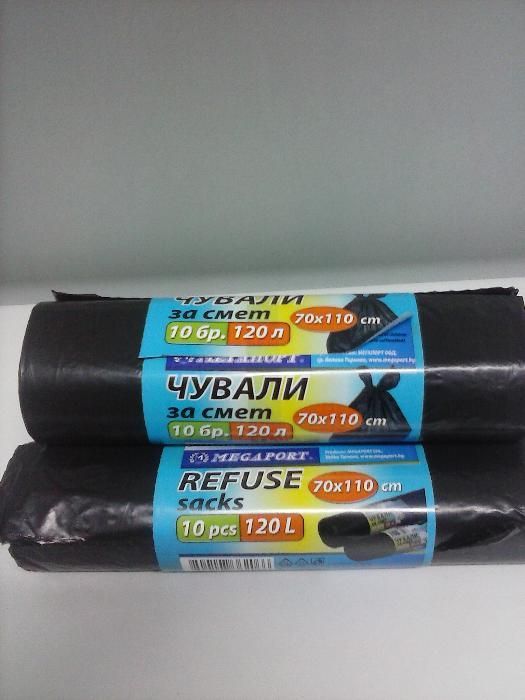 ЧУВАЛИ
за смет
10 бр. 120 л
70x110 cm
MEGAPORT®
ЧУВАЛИ
за смет
10 бр. 120 л
70x110 cm
MEGAPORT®
REFUSE
sacks
10 pcs 120 L
70x110 cm